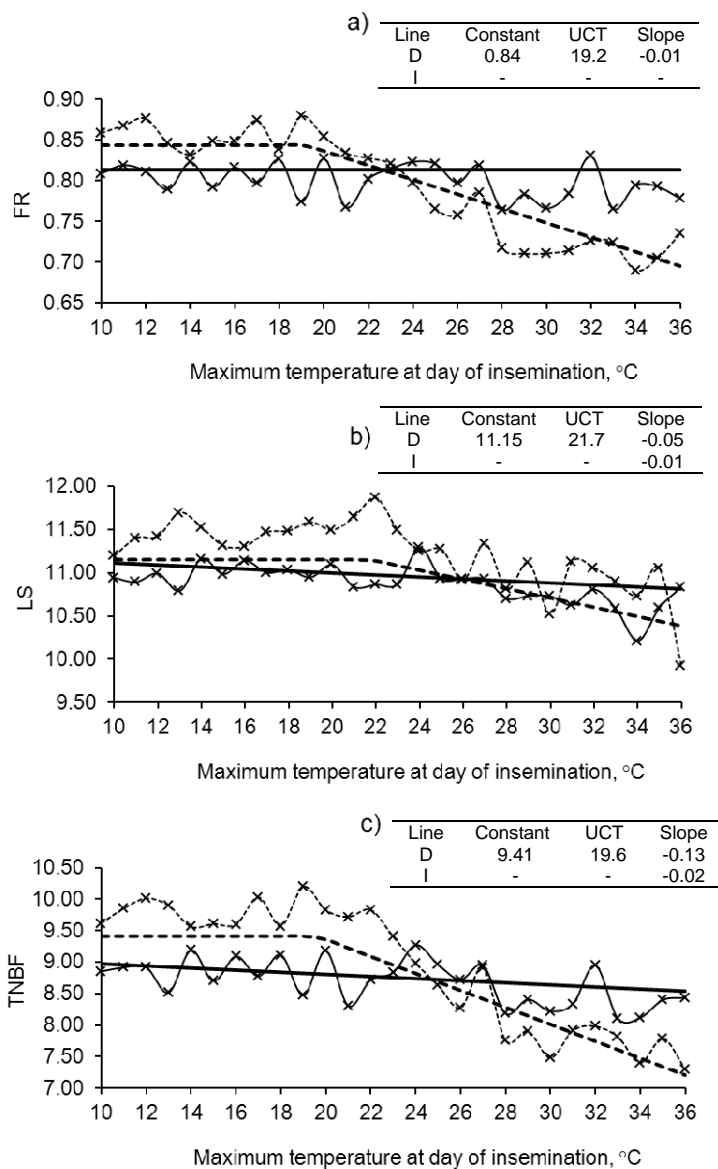 a)
Line Constant UCT Slope
D 0.84 19.2 -0.01
I - - -
0.90
0.85
0.80
0.75
0.70
0.65
FR
10 12 14 16 18 20 22 24 26 28 30 32 34 36
Maximum temperature at day of insemination, °C
b)
Line Constant UCT Slope
D 11.15 21.7 -0.05
I - - -0.01
12.00
11.50
11.00
10.50
10.00
9.50
LS
10 12 14 16 18 20 22 24 26 28 30 32 34 36
Maximum temperature at day of insemination, °C
c)
Line Constant UCT Slope
D 9.41 19.6 -0.13
I - - -0.02
10.50
10.00
9.50
9.00
8.50
8.00
7.50
7.00
TNBF
10 12 14 16 18 20 22 24 26 28 30 32 34 36
Maximum temperature at day of insemination, °C